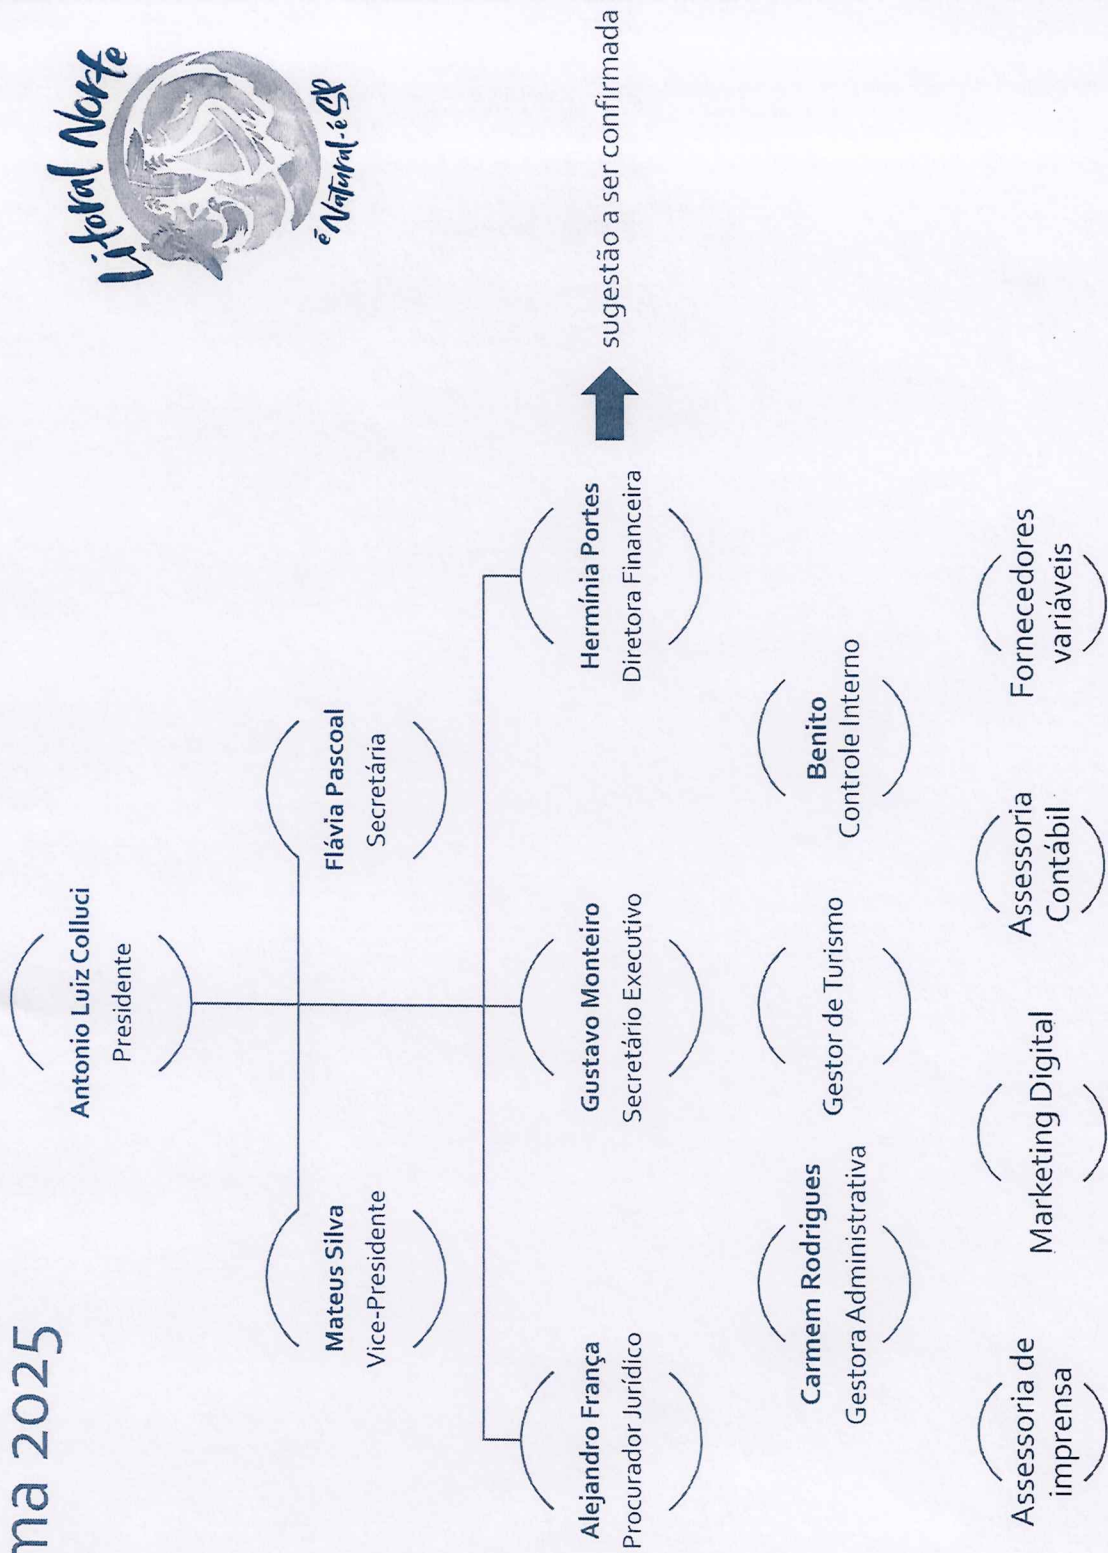 ma 2025
Litoral Norte
é Natural · é SP
Antonio Luiz Colluci
Presidente
Mateus Silva
Vice-Presidente
Flávia Pascoal
Secretária
Alejandro França
Procurador Jurídico
Gustavo Monteiro
Secretário Executivo
Hermínia Portes
Diretora Financeira
sugestão a ser confirmada
Carmem Rodrigues
Gestora Administrativa
Gestor de Turismo
Benito
Controle Interno
Assessoria de
imprensa
Marketing Digital
Assessoria
Contábil
Fornecedores
variáveis